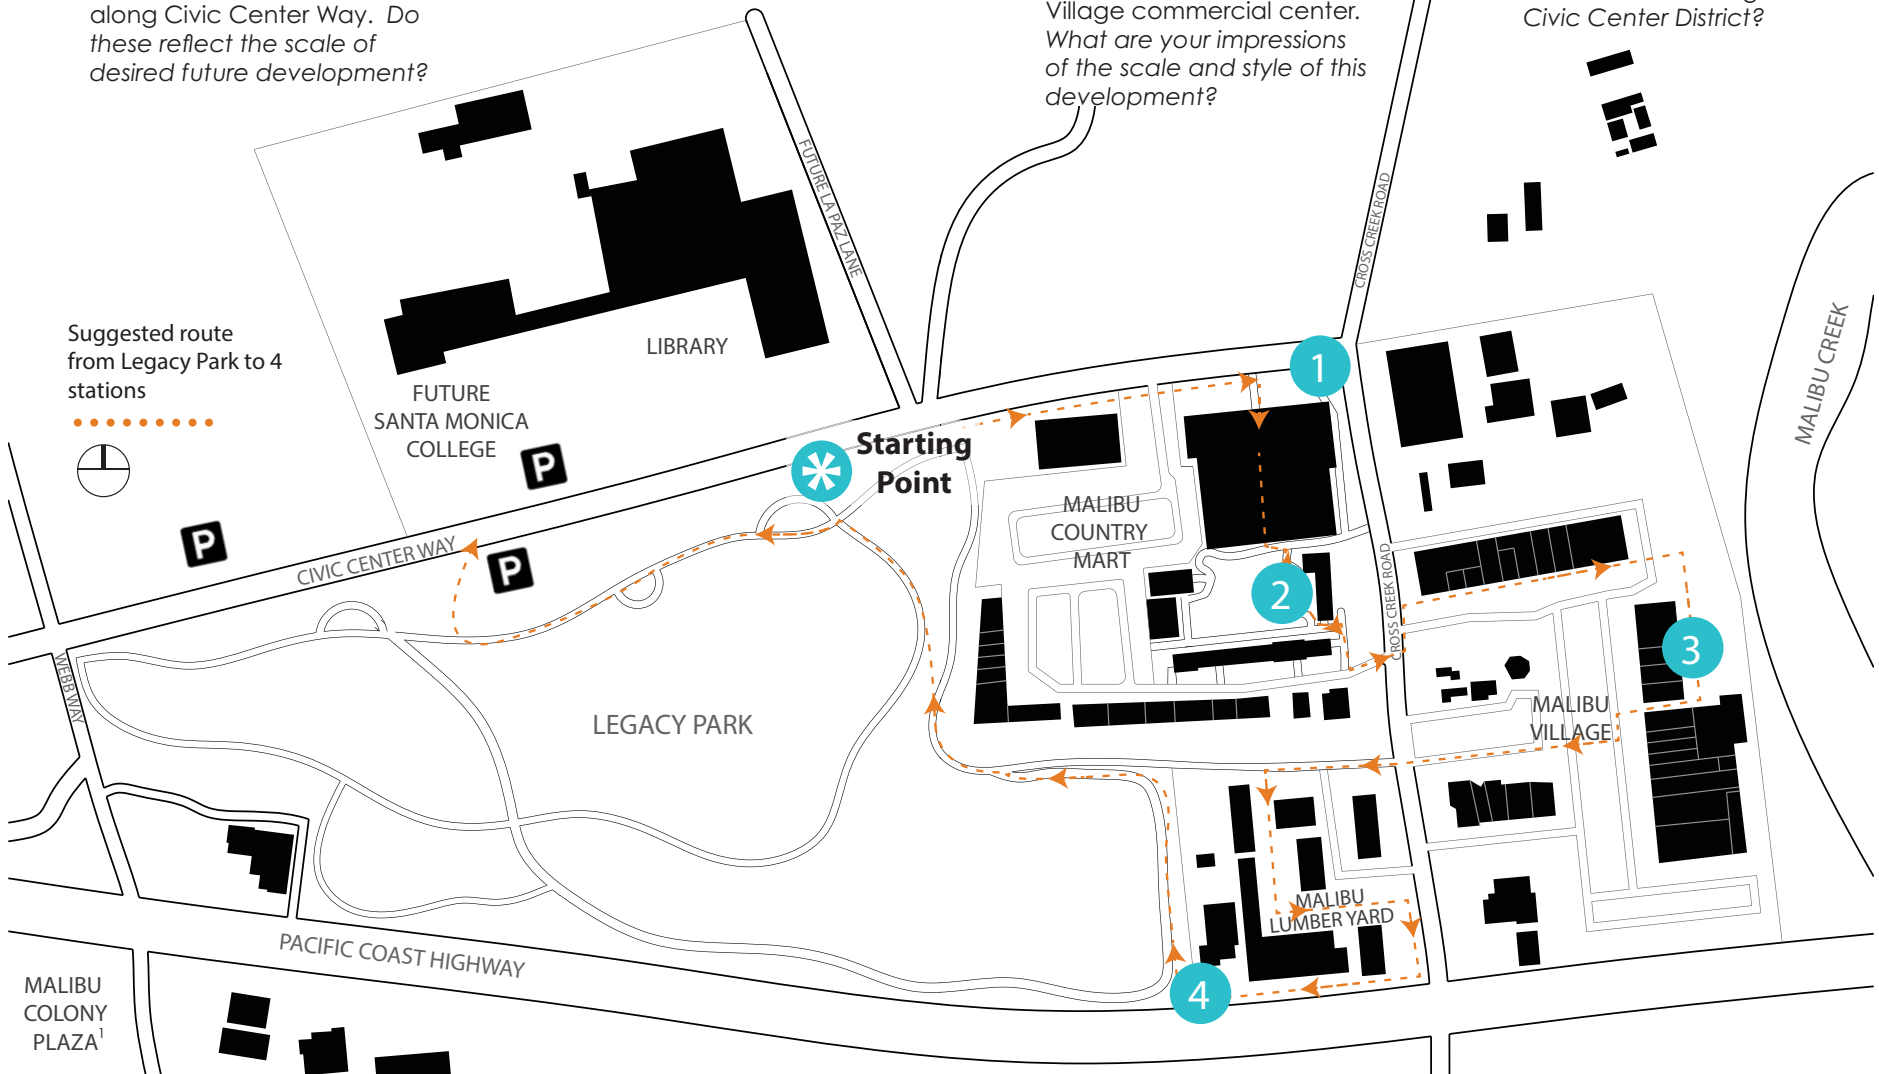 along Civic Center Way. Do
these reflect the scale of
desired future development?
Village commercial center.
What are your impressions
of the scale and style of this
development?
Civic Center District?
FUTURE LA PAZ LANE
CROSS CREEK ROAD
MALIBU CREEK
Suggested route
from Legacy Park to 4
stations
LIBRARY
FUTURE
SANTA MONICA
COLLEGE
P
P
P
CIVIC CENTER WAY
Starting
Point
1
MALIBU
COUNTRY
MART
2
CROSS CREEK ROAD
3
MALIBU
VILLAGE
WEBB WAY
LEGACY PARK
MALIBU
LUMBER YARD
4
PACIFIC COAST HIGHWAY
MALIBU
COLONY
PLAZA1